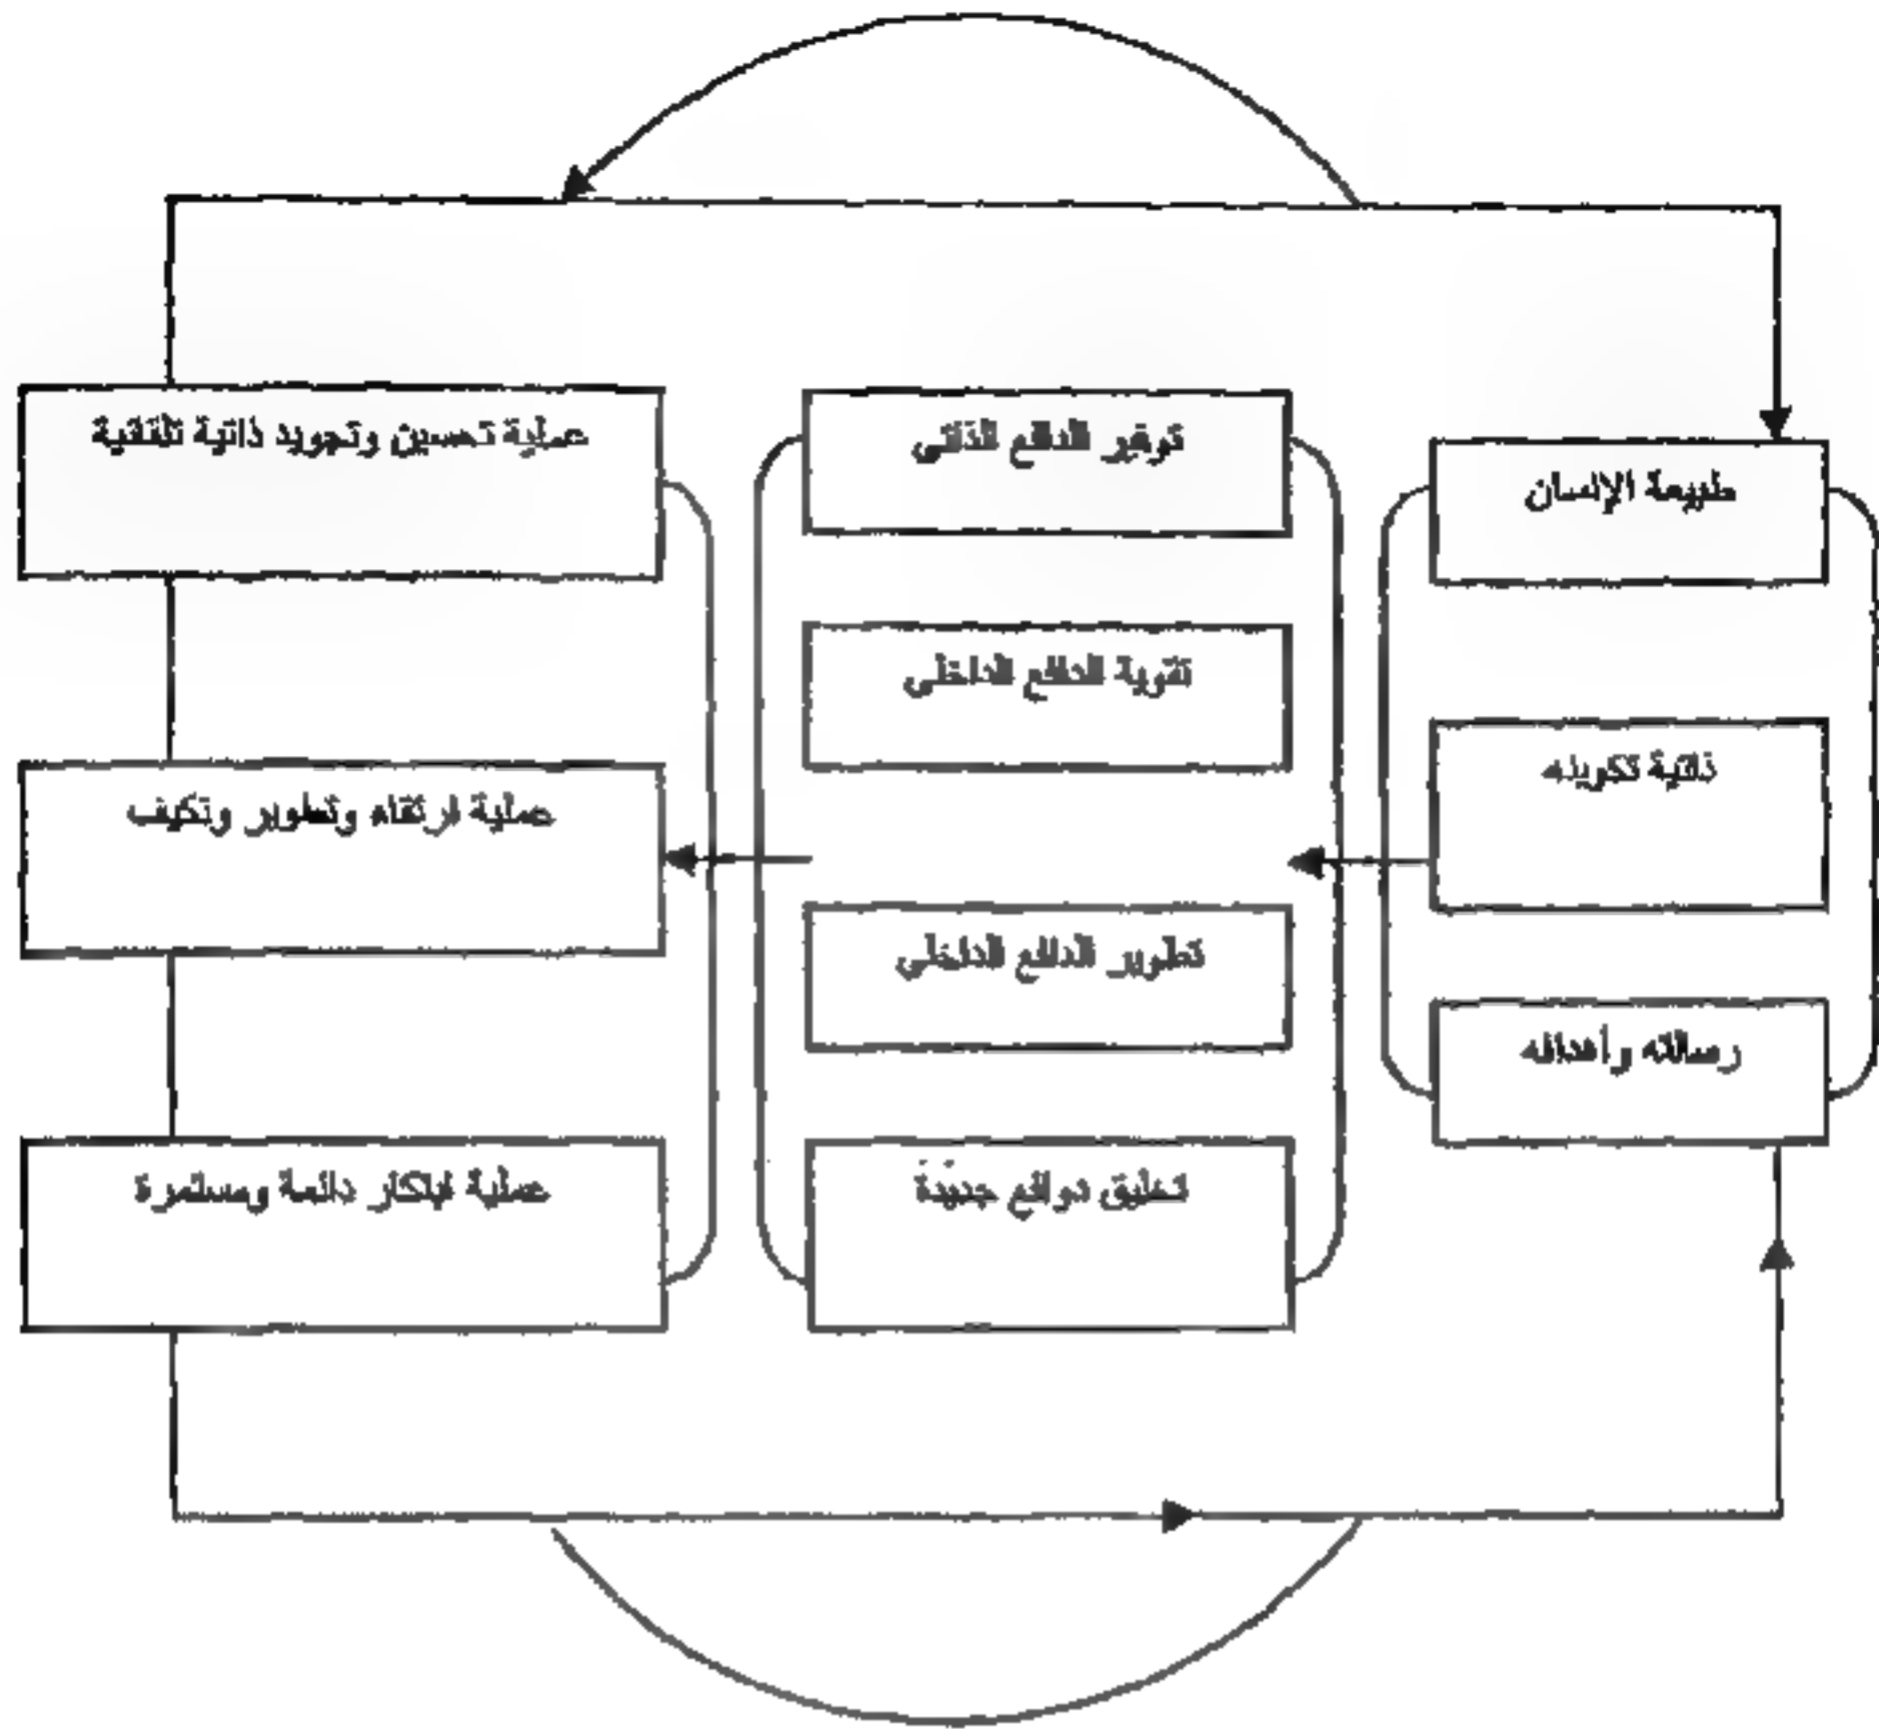 طبيعة الإنسان
ذاتية تكوينه
رسالته وأهدافه
توفير الدافع الذاتي
تقوية الدافع الداخلي
تطوير الدافع الداخلي
تخليق دوافع جديدة
عملية تحسين وتجويد ذاتية تلقائية
عملية ارتقاء وتطوير وتكيف
عملية ابتكار دائمة ومستمرة